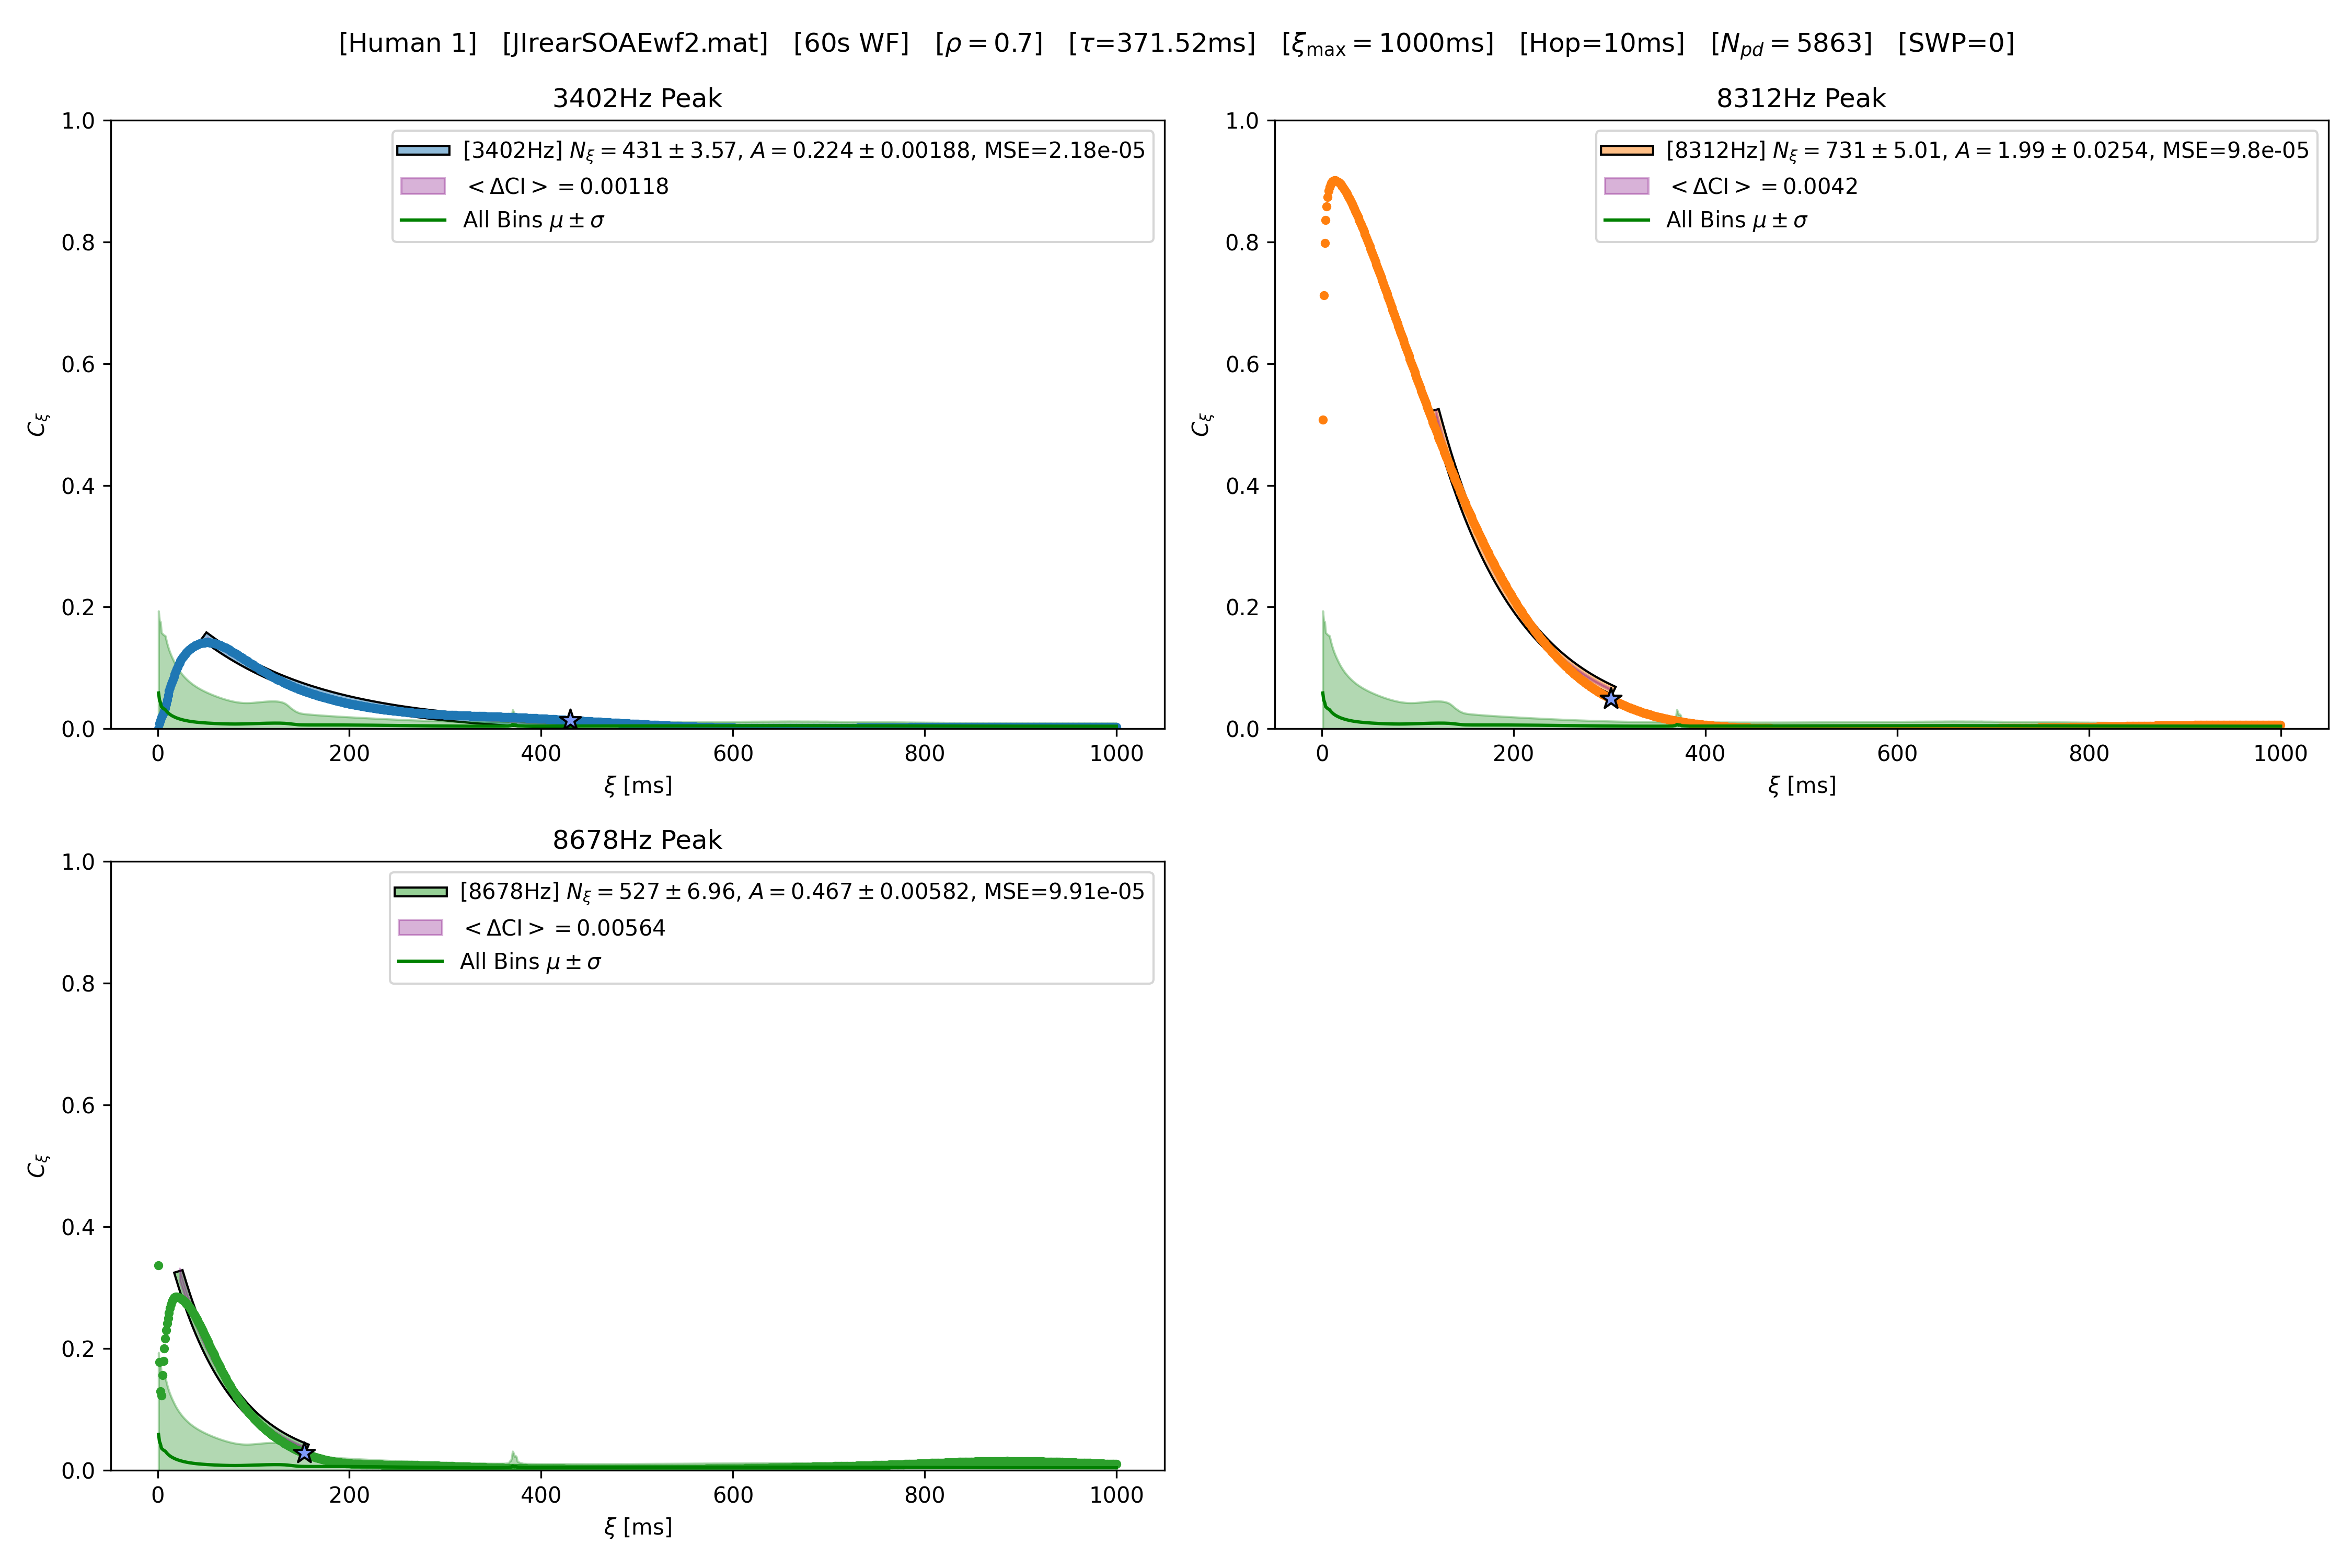 [Human 1]   [JIrearSOAEwf2.mat]   [60s WF]   [ρ = 0.7]   [τ=371.52ms]   [ξmax = 1000ms]   [Hop=10ms]   [Npd = 5863]   [SWP=0]
3402Hz Peak
1.0
0.8
0.6
0.4
0.2
0.0
Cξ
[3402Hz] Nξ = 431 ± 3.57, A = 0.224 ± 0.00188, MSE=2.18e-05
< ΔCI > = 0.00118
All Bins μ ± σ
0 200 400 600 800 1000
ξ [ms]
8312Hz Peak
1.0
0.8
0.6
0.4
0.2
0.0
Cξ
[8312Hz] Nξ = 731 ± 5.01, A = 1.99 ± 0.0254, MSE=9.8e-05
< ΔCI > = 0.0042
All Bins μ ± σ
0 200 400 600 800 1000
ξ [ms]
8678Hz Peak
1.0
0.8
0.6
0.4
0.2
0.0
Cξ
[8678Hz] Nξ = 527 ± 6.96, A = 0.467 ± 0.00582, MSE=9.91e-05
< ΔCI > = 0.00564
All Bins μ ± σ
0 200 400 600 800 1000
ξ [ms]